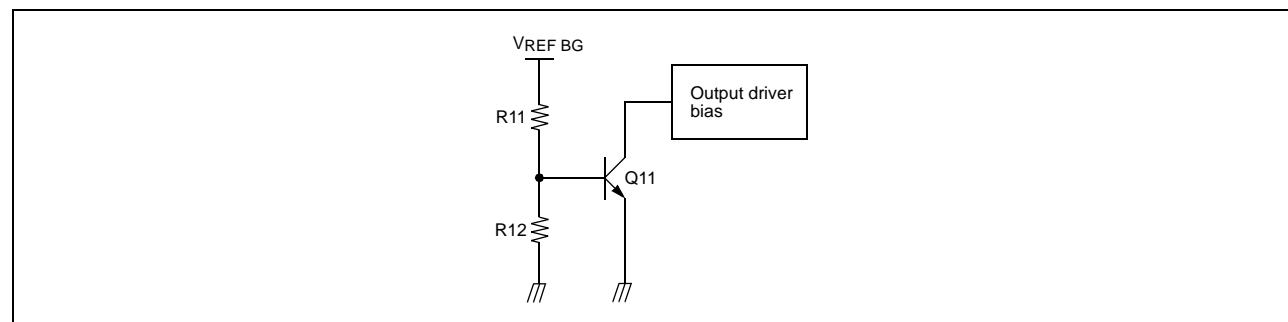 VREF BG
R11
Output driver
bias
Q11
R12